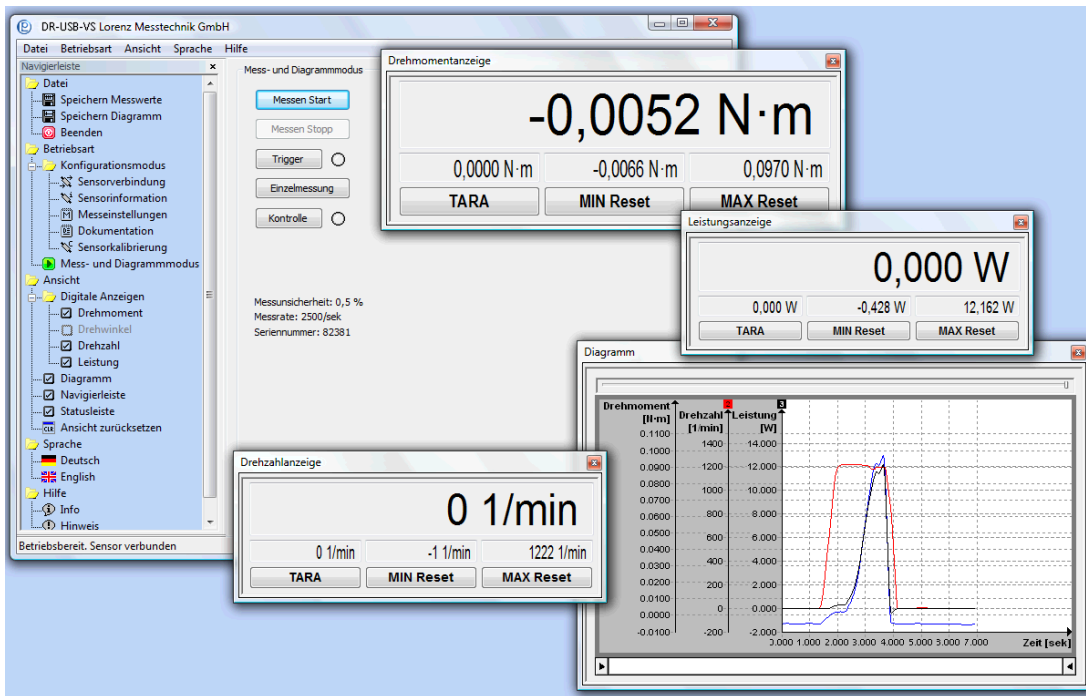 DR-USB-VS Lorenz Messtechnik GmbH
Datei Betriebsart Ansicht Sprache Hilfe
Navigierleiste
Datei
Speichern Messwerte
Speichern Diagramm
Beenden
Betriebsart
Konfigurationsmodus
Sensorverbindung
Sensorinformation
Messeinstellungen
Dokumentation
Sensorkalibrierung
Mess- und Diagrammmodus
Ansicht
Digitale Anzeigen
Drehmoment
Drehwinkel
Drehzahl
Leistung
Diagramm
Navigierleiste
Statusleiste
CLR Ansicht zurücksetzen
Sprache
Deutsch
English
Hilfe
Info
Hinweis
Betriebsbereit. Sensor verbunden
Mess- und Diagrammmodus
Messen Start
Messen Stopp
Trigger
Einzelmessung
Kontrolle
Messunsicherheit: 0,5 %
Messrate: 2500/sek
Seriennummer: 82381
Drehmomentanzeige
-0,0052 N·m
0,0000 N·m -0,0066 N·m 0,0970 N·m
TARA MIN Reset MAX Reset
Leistungsanzeige
0,000 W
0,000 W -0,428 W 12,162 W
TARA MIN Reset MAX Reset
Drehzahlanzeige
0 1/min
0 1/min -1 1/min 1222 1/min
TARA MIN Reset MAX Reset
Diagramm
2 3
Drehmoment Drehzahl Leistung
[N·m] [1/min] [W]
0.1100 1400 14.000
0.1000
0.0900 1200 12.000
0.0800 1000 10.000
0.0700
0.0600 800 8.000
0.0500 600 6.000
0.0400
0.0300 400 4.000
0.0200 200 2.000
0.0100
0.0000 0 0.000
-0.0100 -200 -2.000
0.000 1.000 2.000 3.000 4.000 5.000 6.000 7.000 Zeit [sek]